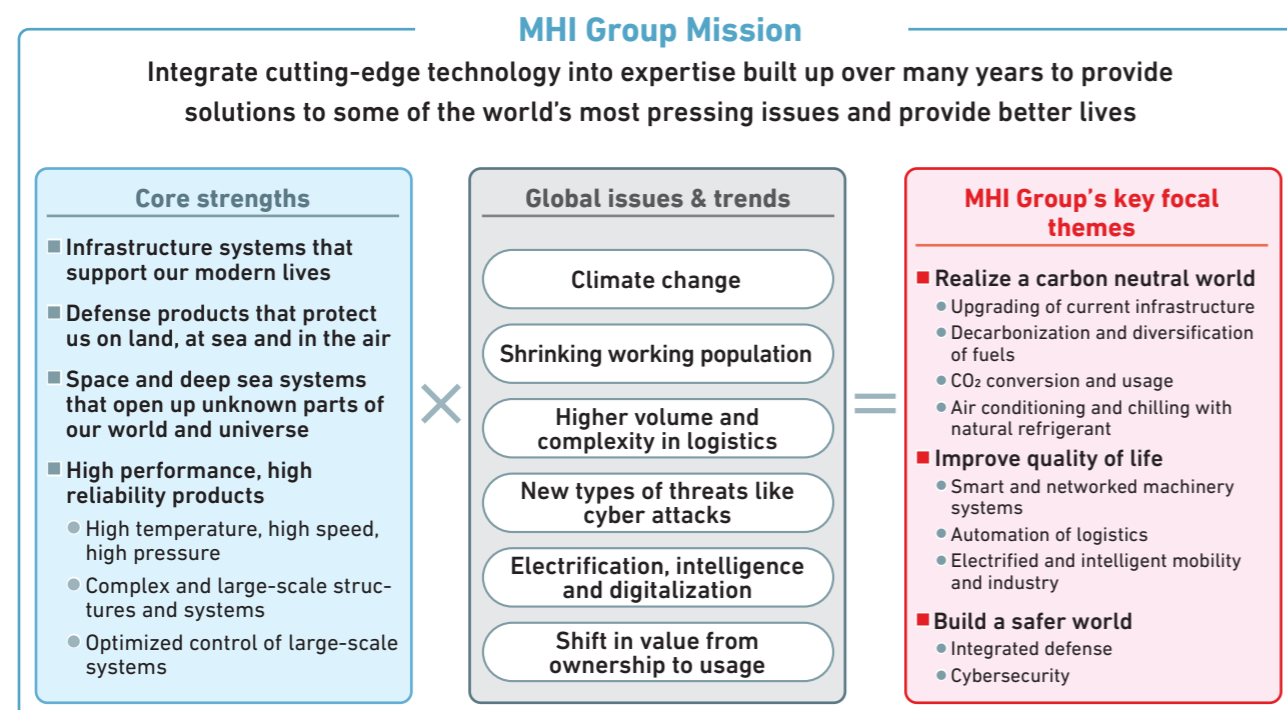 MHI Group Mission
Integrate cutting-edge technology into expertise built up over many years to provide
solutions to some of the world's most pressing issues and provide better lives
Core strengths
■ Infrastructure systems that
support our modern lives
■ Defense products that protect
us on land, at sea and in the air
■ Space and deep sea systems
that open up unknown parts of
our world and universe
■ High performance, high
reliability products
● High temperature, high speed,
high pressure
● Complex and large-scale struc-
tures and systems
● Optimized control of large-scale
systems
×
Global issues & trends
Climate change
Shrinking working population
Higher volume and
complexity in logistics
New types of threats like
cyber attacks
Electrification, intelligence
and digitalization
Shift in value from
ownership to usage
=
MHI Group's key focal
themes
■ Realize a carbon neutral world
● Upgrading of current infrastructure
● Decarbonization and diversification
of fuels
● CO₂ conversion and usage
● Air conditioning and chilling with
natural refrigerant
■ Improve quality of life
● Smart and networked machinery
systems
● Automation of logistics
● Electrified and intelligent mobility
and industry
■ Build a safer world
● Integrated defense
● Cybersecurity